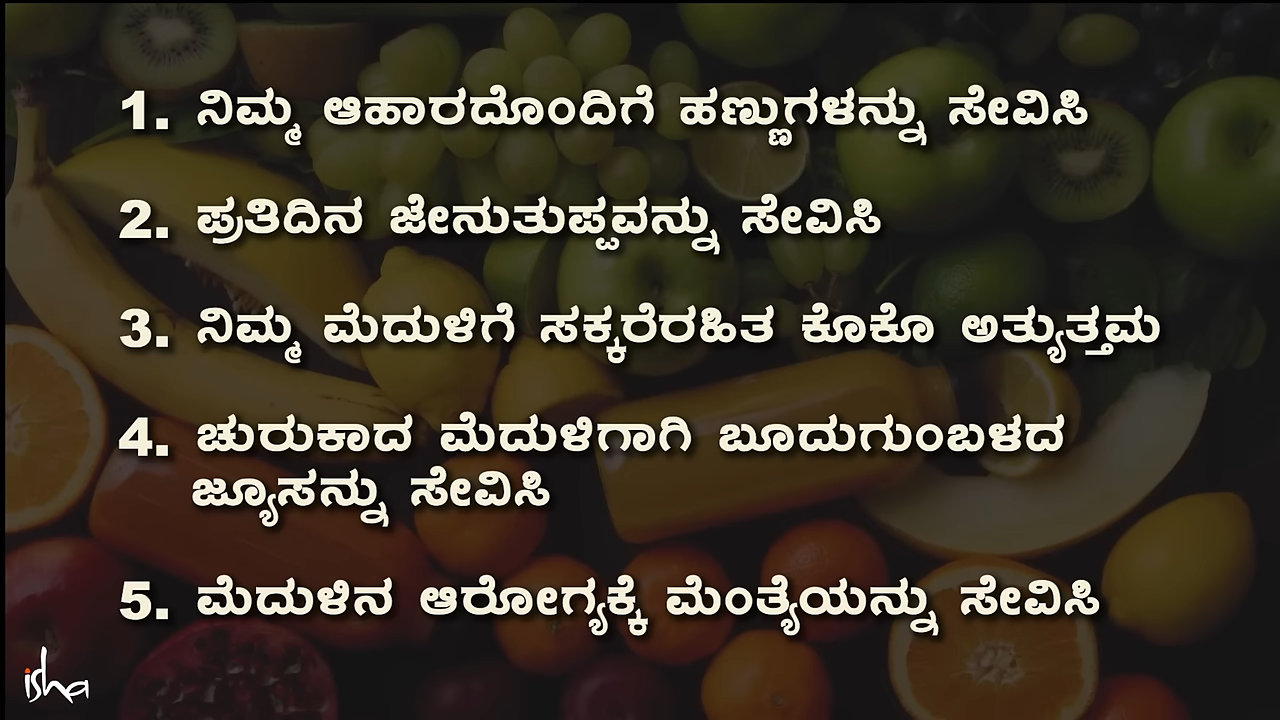 1. ನಿಮ್ಮ ಆಹಾರದೊಂದಿಗೆ ಹಣ್ಣುಗಳನ್ನು ಸೇವಿಸಿ
2. ಪ್ರತಿದಿನ ಜೇನುತುಪ್ಪವನ್ನು ಸೇವಿಸಿ
3. ನಿಮ್ಮ ಮೆದುಳಿಗೆ ಸಕ್ಕರೆರಹಿತ ಕೊಕೊ ಅತ್ಯುತ್ತಮ
4. ಚುರುಕಾದ ಮೆದುಳಿಗಾಗಿ ಬೂದುಗುಂಬಳದ
ಜ್ಯೂಸನ್ನು ಸೇವಿಸಿ
5. ಮೆದುಳಿನ ಆರೋಗ್ಯಕ್ಕೆ ಮೆಂತ್ಯೆಯನ್ನು ಸೇವಿಸಿ
isha